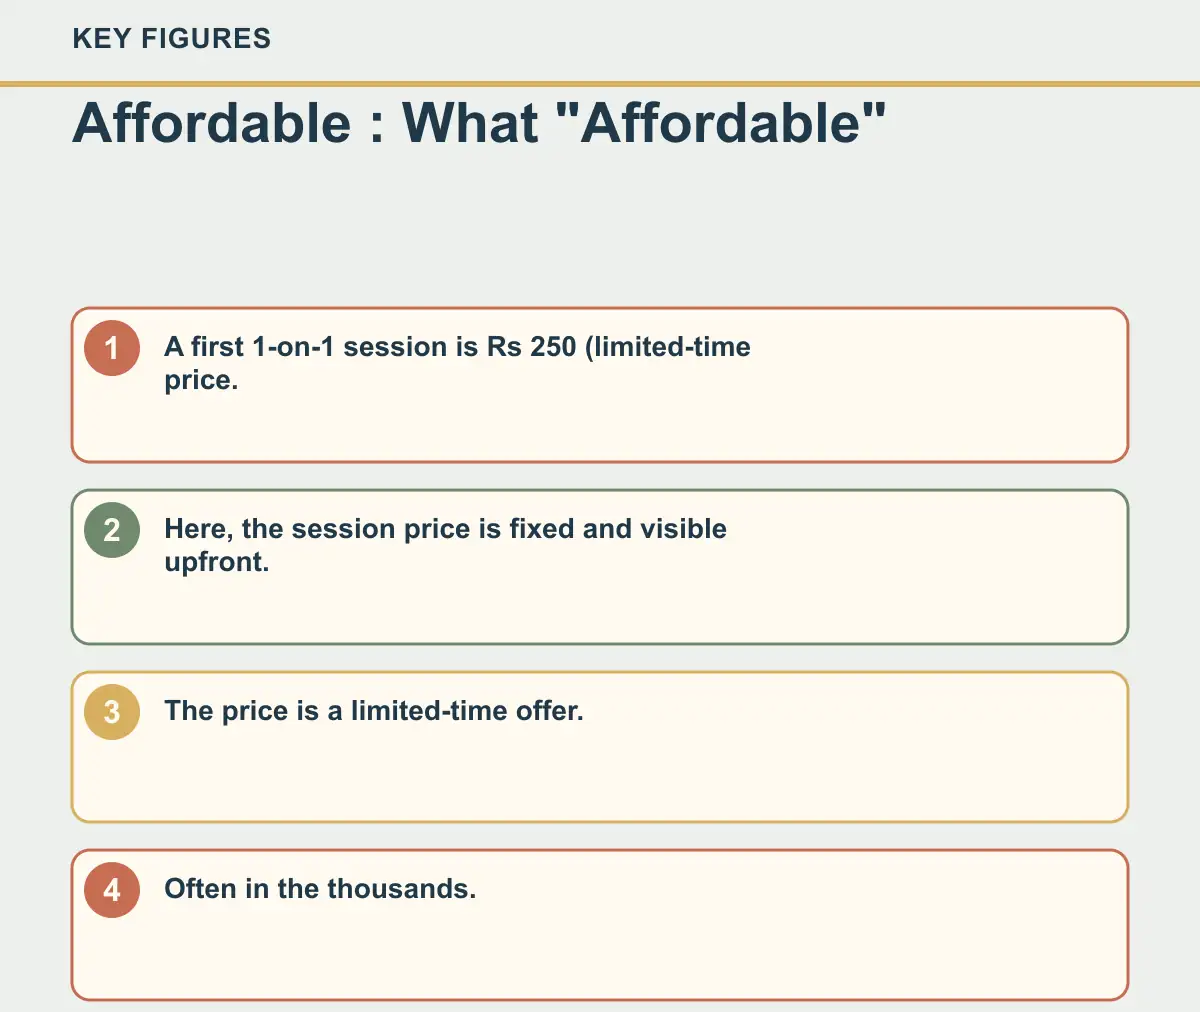 KEY FIGURES
Affordable : What "Affordable"
1
A first 1-on-1 session is Rs 250 (limited-time
price.
2
Here, the session price is fixed and visible
upfront.
3
The price is a limited-time offer.
4
Often in the thousands.